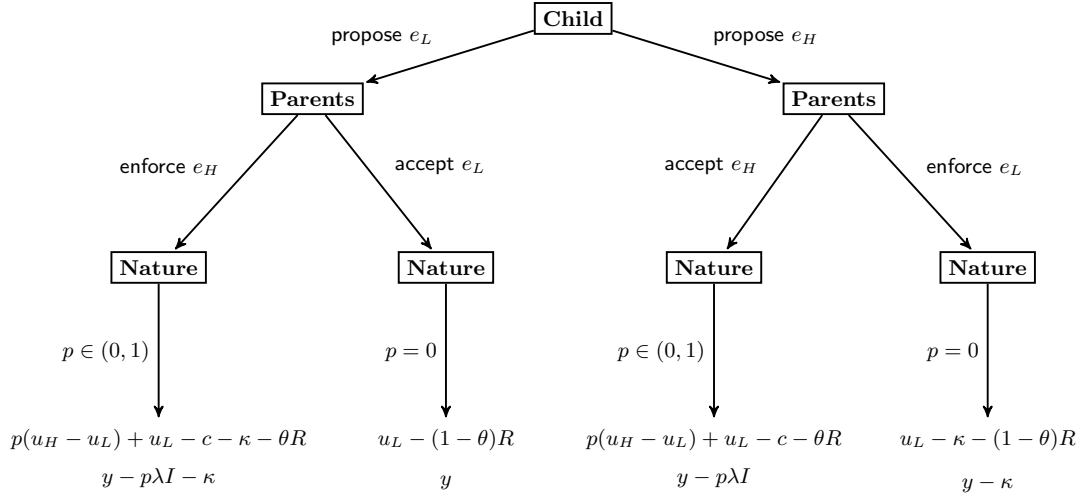 Child
propose e_L
propose e_H
Parents
Parents
enforce e_H
accept e_L
accept e_H
enforce e_L
Nature
Nature
Nature
Nature
p ∈ (0, 1)
p = 0
p ∈ (0, 1)
p = 0
p(u_H − u_L) + u_L − c − κ − θR
u_L − (1 − θ)R
p(u_H − u_L) + u_L − c − θR
u_L − κ − (1 − θ)R
y − pλI − κ
y
y − pλI
y − κ